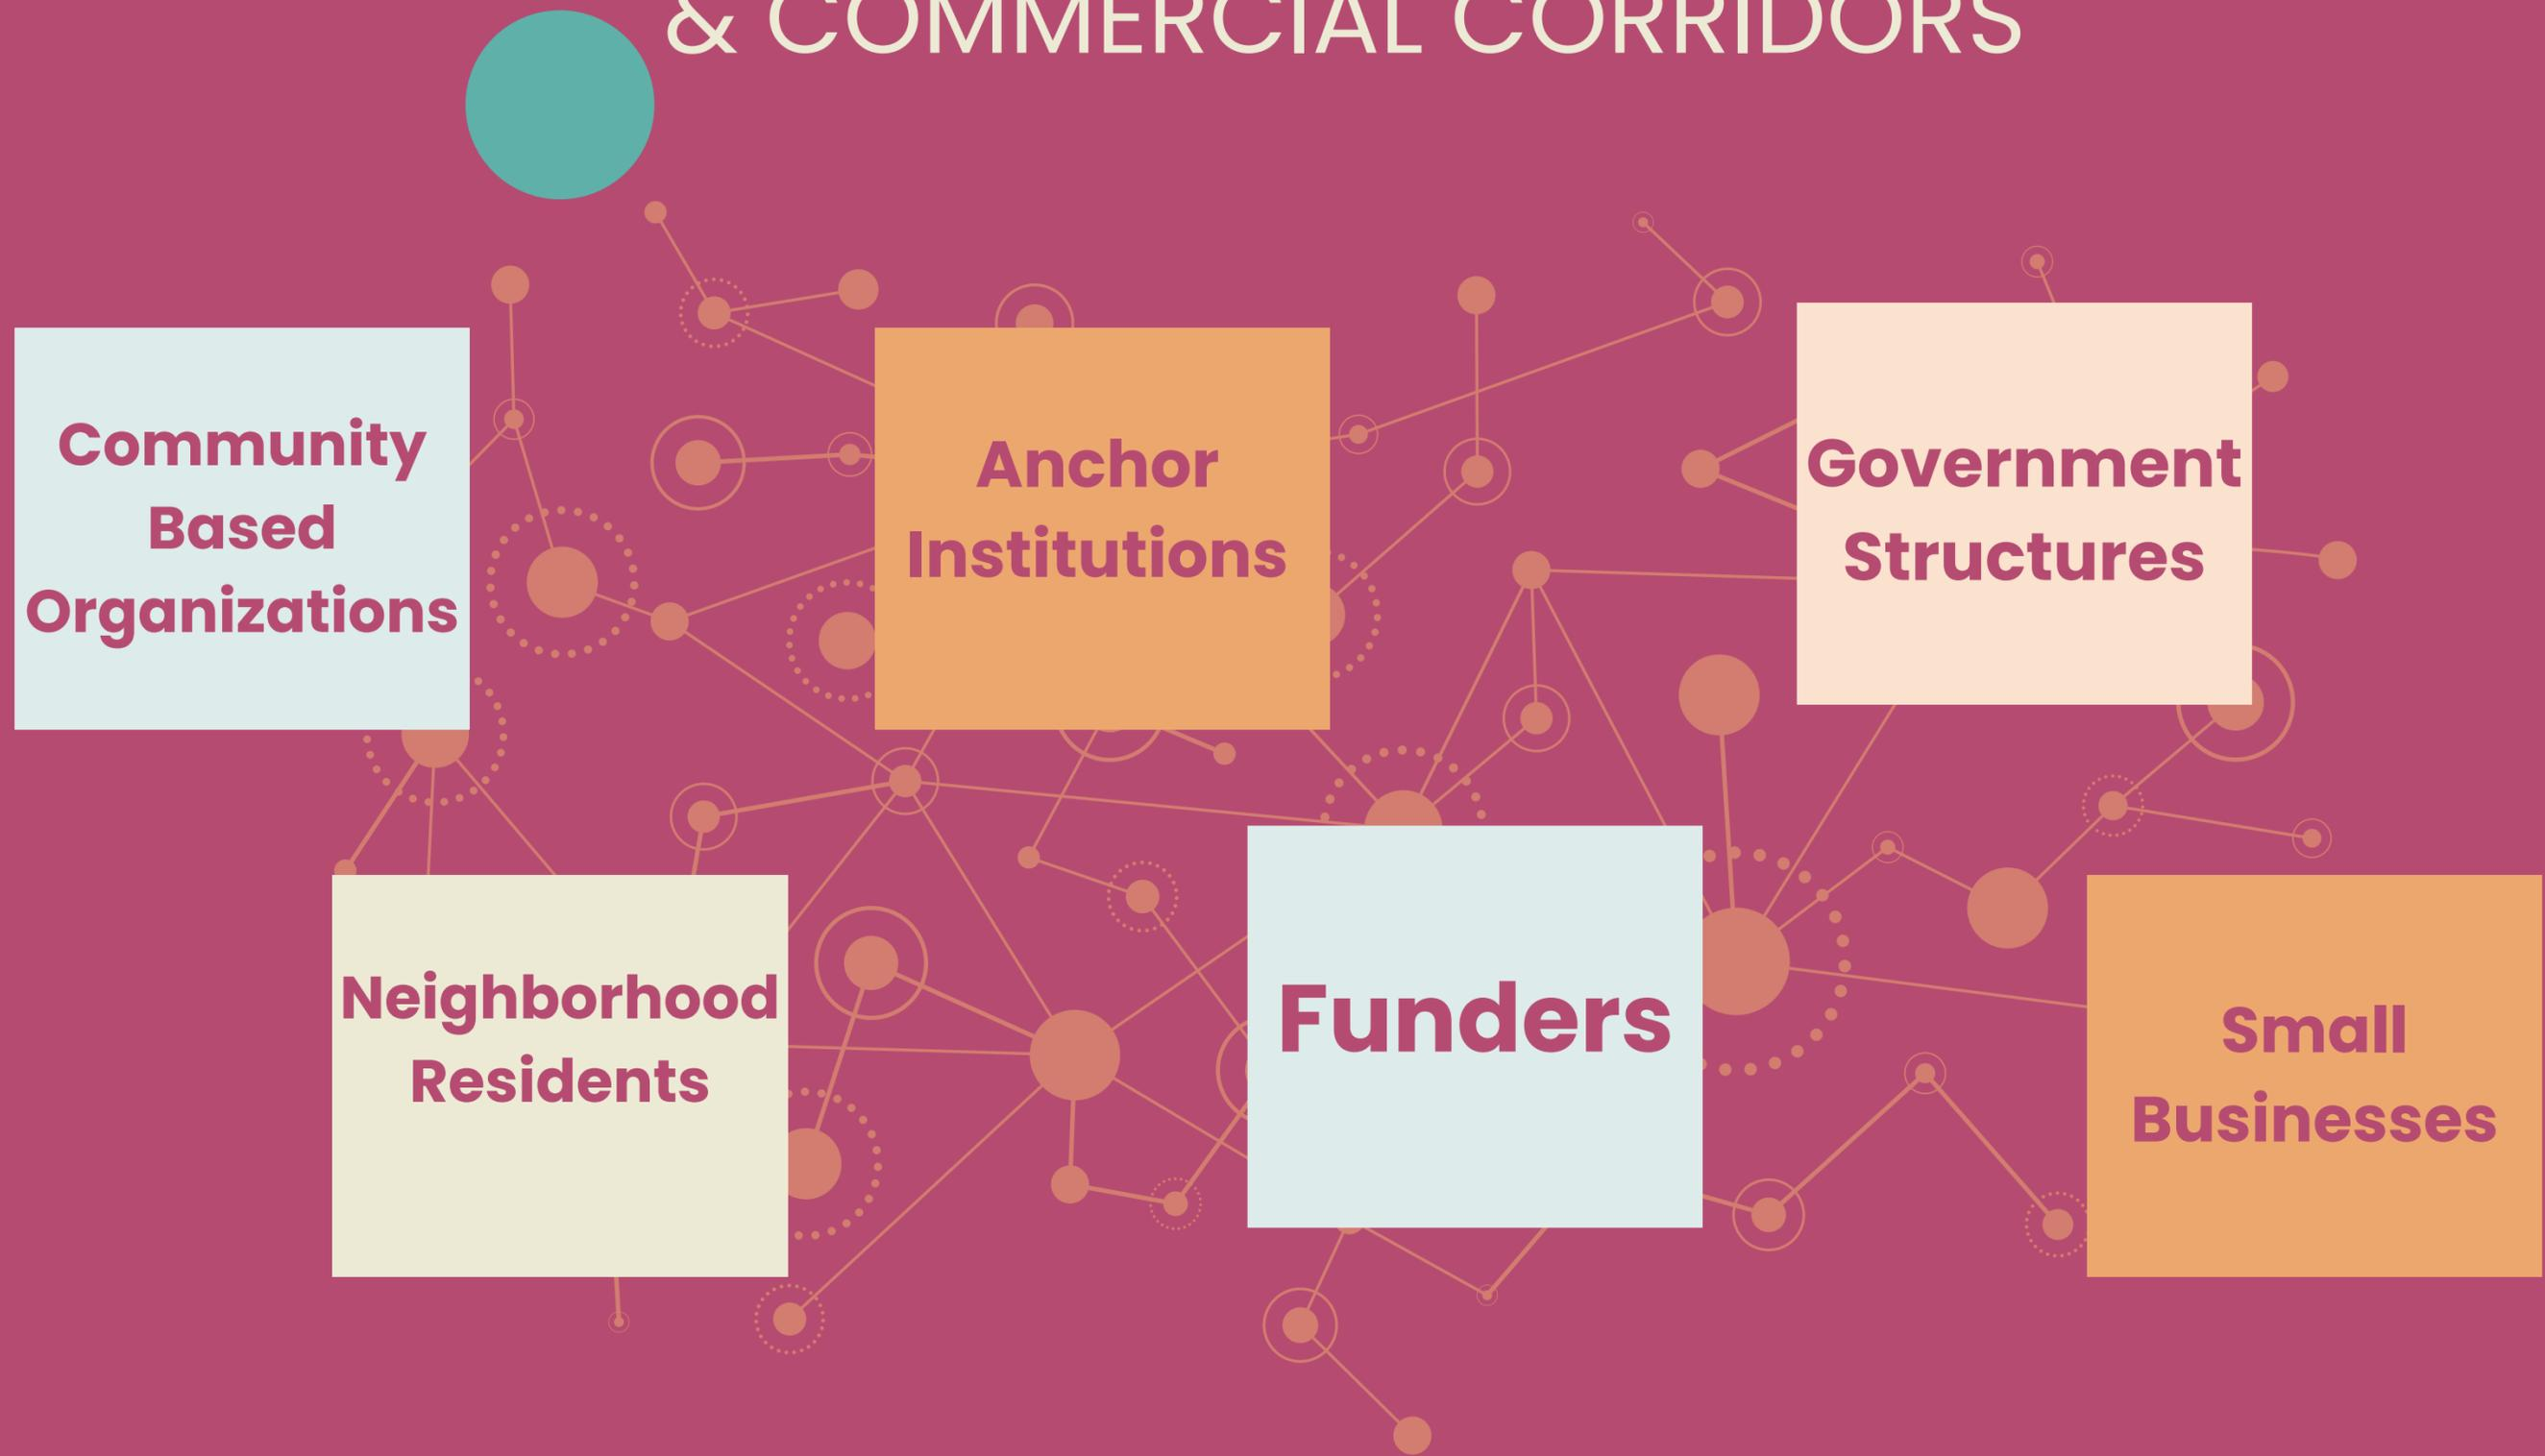 & COMMERCIAL CORRIDORS
Community
Based
Organizations
Anchor
Institutions
Government
Structures
Neighborhood
Residents
Funders
Small
Businesses